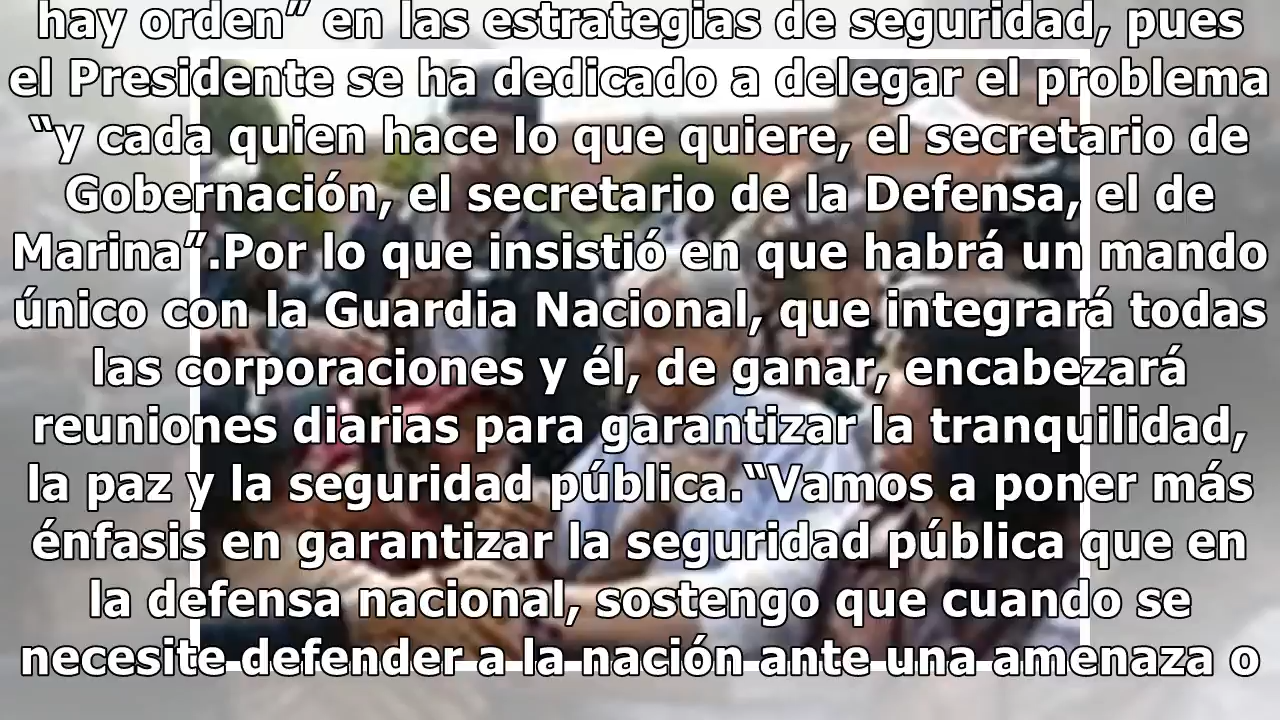 hay orden” en las estrategias de seguridad, pues
el Presidente se ha dedicado a delegar el problema
“y cada quien hace lo que quiere, el secretario de
Gobernación, el secretario de la Defensa, el de
Marina”.Por lo que insistió en que habrá un mando
único con la Guardia Nacional, que integrará todas
las corporaciones y él, de ganar, encabezará
reuniones diarias para garantizar la tranquilidad,
la paz y la seguridad pública.“Vamos a poner más
énfasis en garantizar la seguridad pública que en
la defensa nacional, sostengo que cuando se
necesite defender a la nación ante una amenaza o